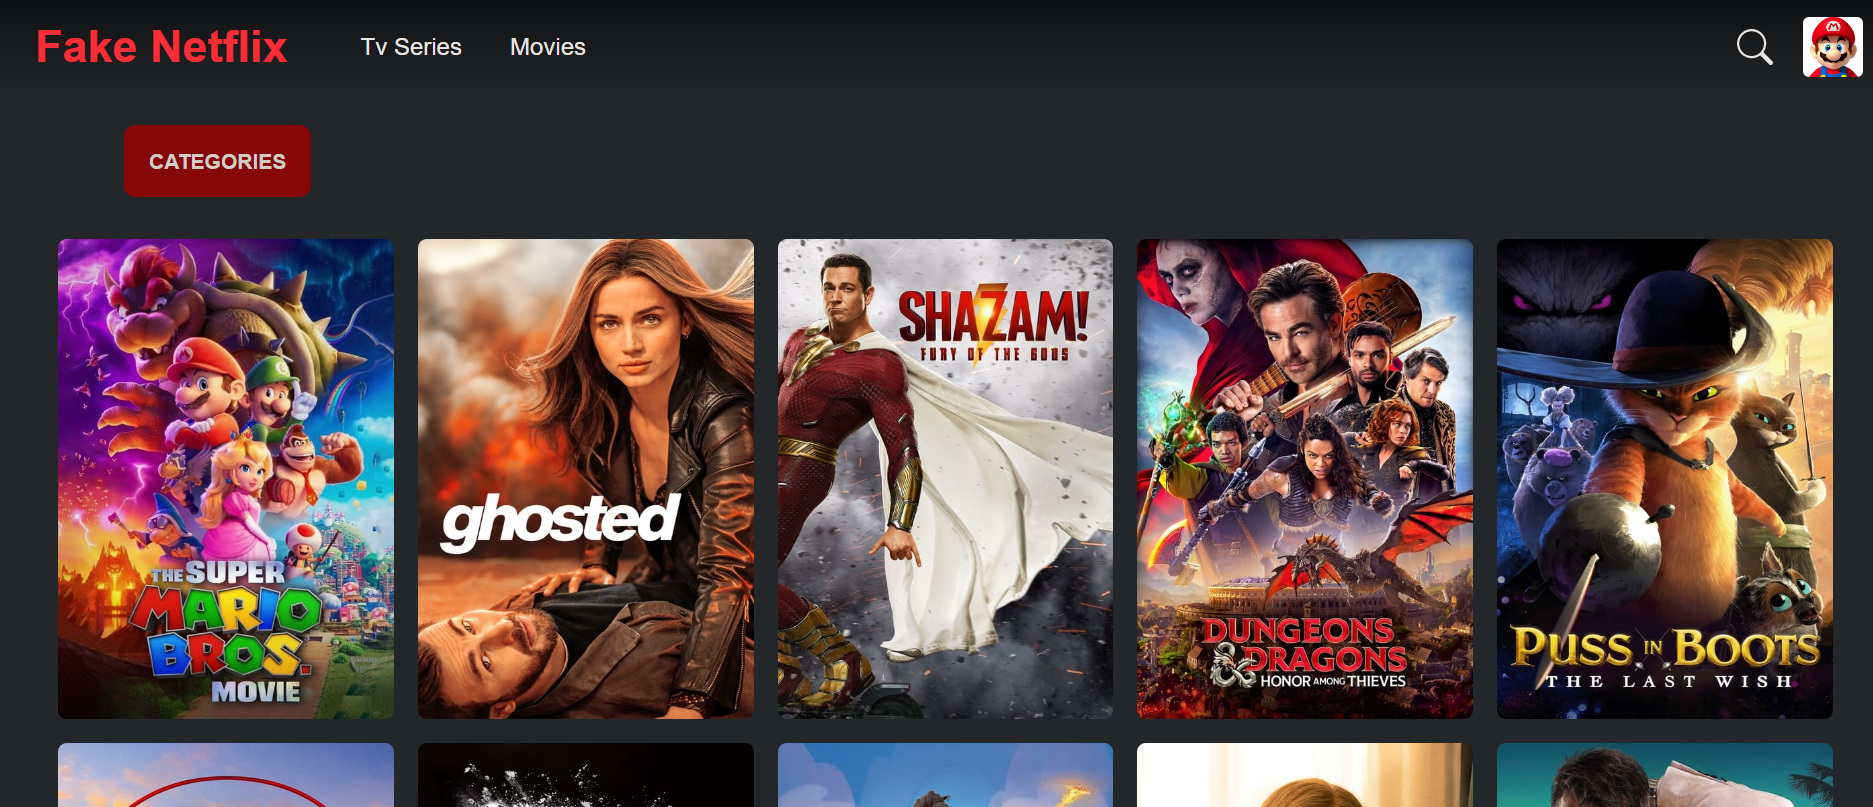 Fake Netflix
Tv Series
Movies
CATEGORIES
THE SUPER
MARIO
BROS.
MOVIE
ghosted
SHAZAM!
FURY OF THE GODS
DUNGEONS
& DRAGONS
HONOR AMONG THIEVES
PUSS IN BOOTS
THE LAST WISH